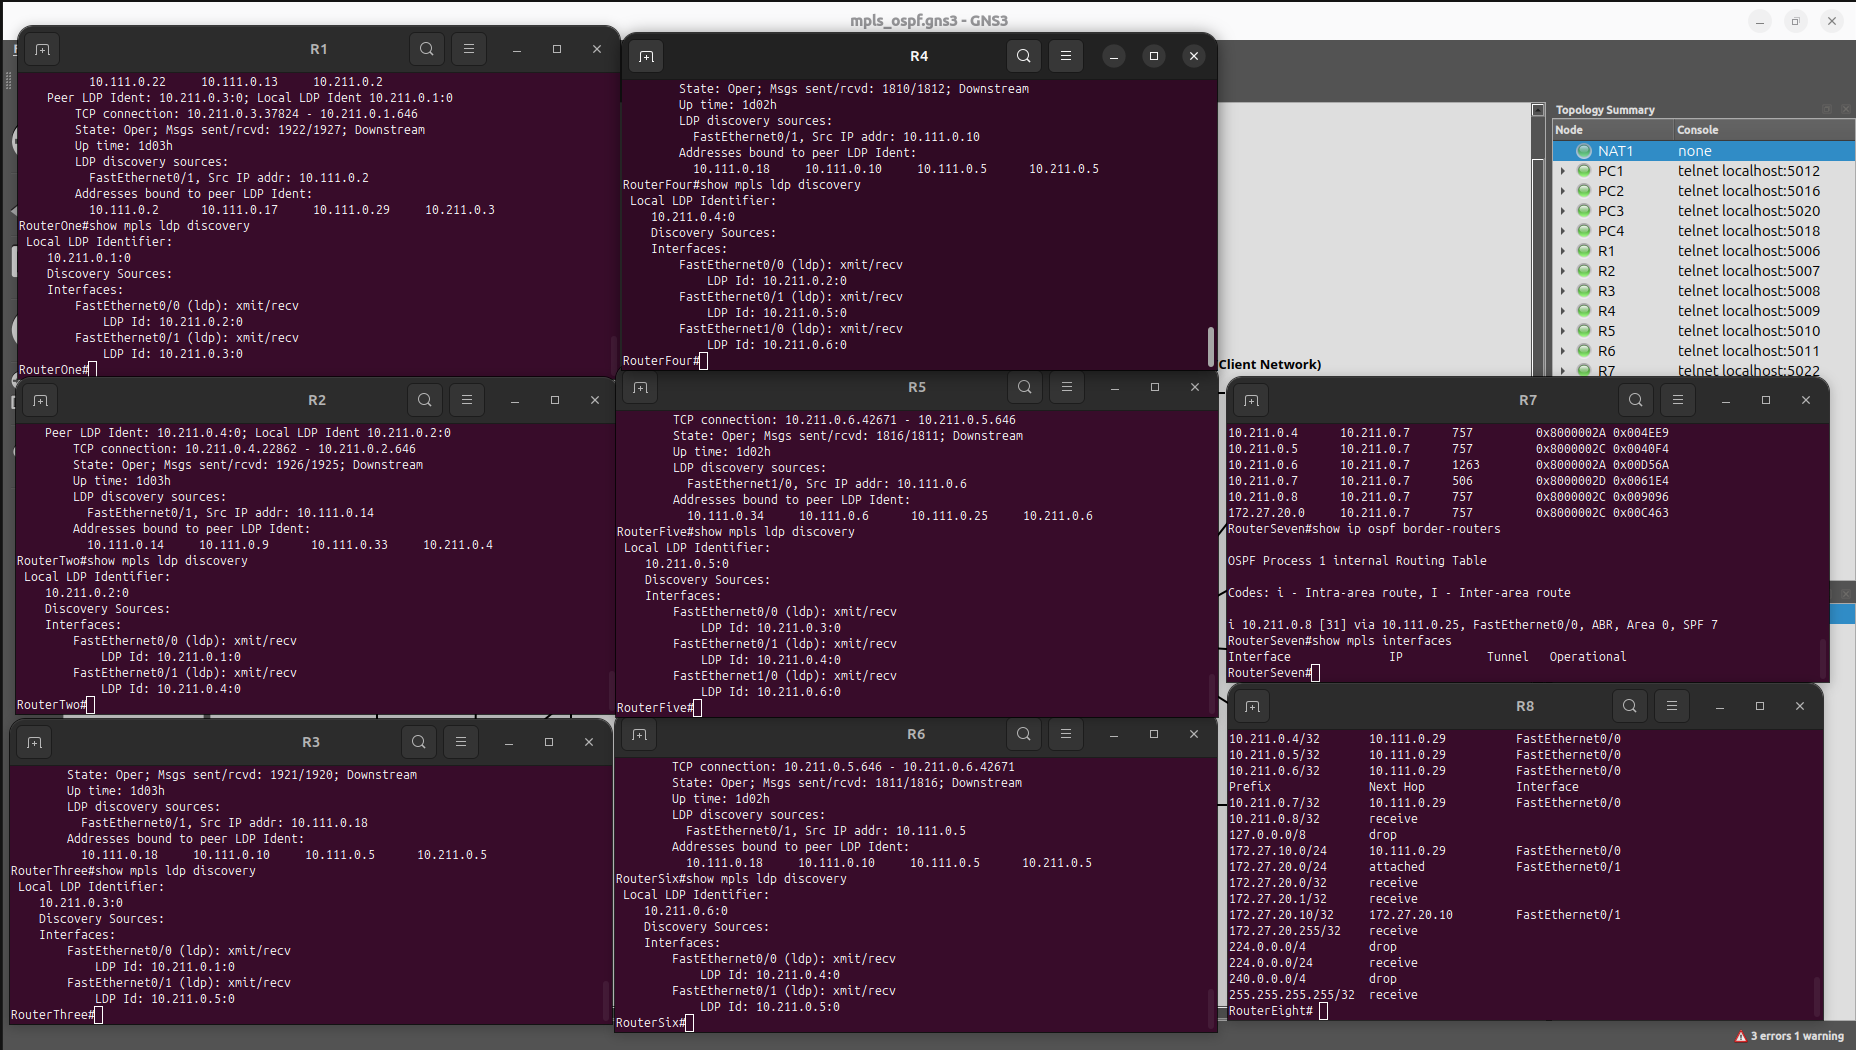 mpls_ospf.gns3 - GNS3
R1
10.111.0.22 10.111.0.13 10.211.0.2
Peer LDP Ident: 10.211.0.3:0; Local LDP Ident 10.211.0.1:0
TCP connection: 10.211.0.3.37824 - 10.211.0.1.646
State: Oper; Msgs sent/rcvd: 1922/1927; Downstream
Up time: 1d03h
LDP discovery sources:
FastEthernet0/1, Src IP addr: 10.111.0.2
Addresses bound to peer LDP Ident:
10.111.0.2 10.111.0.17 10.111.0.29 10.211.0.3
RouterOne#show mpls ldp discovery
Local LDP Identifier:
10.211.0.1:0
Discovery Sources:
Interfaces:
FastEthernet0/0 (ldp): xmit/recv
LDP Id: 10.211.0.2:0
FastEthernet0/1 (ldp): xmit/recv
LDP Id: 10.211.0.3:0
RouterOne#
R4
State: Oper; Msgs sent/rcvd: 1810/1812; Downstream
Up time: 1d02h
LDP discovery sources:
FastEthernet0/1, Src IP addr: 10.111.0.10
Addresses bound to peer LDP Ident:
10.111.0.18 10.111.0.10 10.111.0.5 10.211.0.5
RouterFour#show mpls ldp discovery
Local LDP Identifier:
10.211.0.4:0
Discovery Sources:
Interfaces:
FastEthernet0/0 (ldp): xmit/recv
LDP Id: 10.211.0.2:0
FastEthernet0/1 (ldp): xmit/recv
LDP Id: 10.211.0.5:0
FastEthernet1/0 (ldp): xmit/recv
LDP Id: 10.211.0.6:0
RouterFour#
Client Network)
Topology Summary
Node Console
NAT1 none
PC1 telnet localhost:5012
PC2 telnet localhost:5016
PC3 telnet localhost:5020
PC4 telnet localhost:5018
R1 telnet localhost:5006
R2 telnet localhost:5007
R3 telnet localhost:5008
R4 telnet localhost:5009
R5 telnet localhost:5010
R6 telnet localhost:5011
R7 telnet localhost:5022
R2
Peer LDP Ident: 10.211.0.4:0; Local LDP Ident 10.211.0.2:0
TCP connection: 10.211.0.4.22862 - 10.211.0.2.646
State: Oper; Msgs sent/rcvd: 1926/1925; Downstream
Up time: 1d03h
LDP discovery sources:
FastEthernet0/1, Src IP addr: 10.111.0.14
Addresses bound to peer LDP Ident:
10.111.0.14 10.111.0.9 10.111.0.33 10.211.0.4
RouterTwo#show mpls ldp discovery
Local LDP Identifier:
10.211.0.2:0
Discovery Sources:
Interfaces:
FastEthernet0/0 (ldp): xmit/recv
LDP Id: 10.211.0.1:0
FastEthernet0/1 (ldp): xmit/recv
LDP Id: 10.211.0.4:0
RouterTwo#
R5
TCP connection: 10.211.0.6.42671 - 10.211.0.5.646
State: Oper; Msgs sent/rcvd: 1816/1811; Downstream
Up time: 1d02h
LDP discovery sources:
FastEthernet1/0, Src IP addr: 10.111.0.6
Addresses bound to peer LDP Ident:
10.111.0.34 10.111.0.6 10.111.0.25 10.211.0.6
RouterFive#show mpls ldp discovery
Local LDP Identifier:
10.211.0.5:0
Discovery Sources:
Interfaces:
FastEthernet0/0 (ldp): xmit/recv
LDP Id: 10.211.0.3:0
FastEthernet0/1 (ldp): xmit/recv
LDP Id: 10.211.0.4:0
FastEthernet1/0 (ldp): xmit/recv
LDP Id: 10.211.0.6:0
RouterFive#
R7
10.211.0.4 10.211.0.7 757 0x8000002A 0x004EE9
10.211.0.5 10.211.0.7 757 0x8000002C 0x0040F4
10.211.0.6 10.211.0.7 1263 0x8000002A 0x00D56A
10.211.0.7 10.211.0.7 506 0x8000002D 0x0061E4
10.211.0.8 10.211.0.7 757 0x8000002C 0x009096
172.27.20.0 10.211.0.7 757 0x8000002C 0x00C463
RouterSeven#show ip ospf border-routers
OSPF Process 1 internal Routing Table
Codes: i - Intra-area route, I - Inter-area route
i 10.211.0.8 [31] via 10.111.0.25, FastEthernet0/0, ABR, Area 0, SPF 7
RouterSeven#show mpls interfaces
Interface IP Tunnel Operational
RouterSeven#
R3
State: Oper; Msgs sent/rcvd: 1921/1920; Downstream
Up time: 1d03h
LDP discovery sources:
FastEthernet0/1, Src IP addr: 10.111.0.18
Addresses bound to peer LDP Ident:
10.111.0.18 10.111.0.10 10.111.0.5 10.211.0.5
RouterThree#show mpls ldp discovery
Local LDP Identifier:
10.211.0.3:0
Discovery Sources:
Interfaces:
FastEthernet0/0 (ldp): xmit/recv
LDP Id: 10.211.0.1:0
FastEthernet0/1 (ldp): xmit/recv
LDP Id: 10.211.0.5:0
RouterThree#
R6
TCP connection: 10.211.0.5.646 - 10.211.0.6.42671
State: Oper; Msgs sent/rcvd: 1811/1816; Downstream
Up time: 1d02h
LDP discovery sources:
FastEthernet0/1, Src IP addr: 10.111.0.5
Addresses bound to peer LDP Ident:
10.111.0.18 10.111.0.10 10.111.0.5 10.211.0.5
RouterSix#show mpls ldp discovery
Local LDP Identifier:
10.211.0.6:0
Discovery Sources:
Interfaces:
FastEthernet0/0 (ldp): xmit/recv
LDP Id: 10.211.0.4:0
FastEthernet0/1 (ldp): xmit/recv
LDP Id: 10.211.0.5:0
RouterSix#
R8
10.211.0.4/32 10.111.0.29 FastEthernet0/0
10.211.0.5/32 10.111.0.29 FastEthernet0/0
10.211.0.6/32 10.111.0.29 FastEthernet0/0
Prefix Next Hop Interface
10.211.0.7/32 10.111.0.29 FastEthernet0/0
10.211.0.8/32 receive
127.0.0.0/8 drop
172.27.10.0/24 10.111.0.29 FastEthernet0/0
172.27.20.0/24 attached FastEthernet0/1
172.27.20.0/32 receive
172.27.20.1/32 receive
172.27.20.10/32 172.27.20.10 FastEthernet0/1
172.27.20.255/32 receive
224.0.0.0/4 drop
224.0.0.0/24 receive
240.0.0.0/4 drop
255.255.255.255/32 receive
RouterEight#
3 errors 1 warning